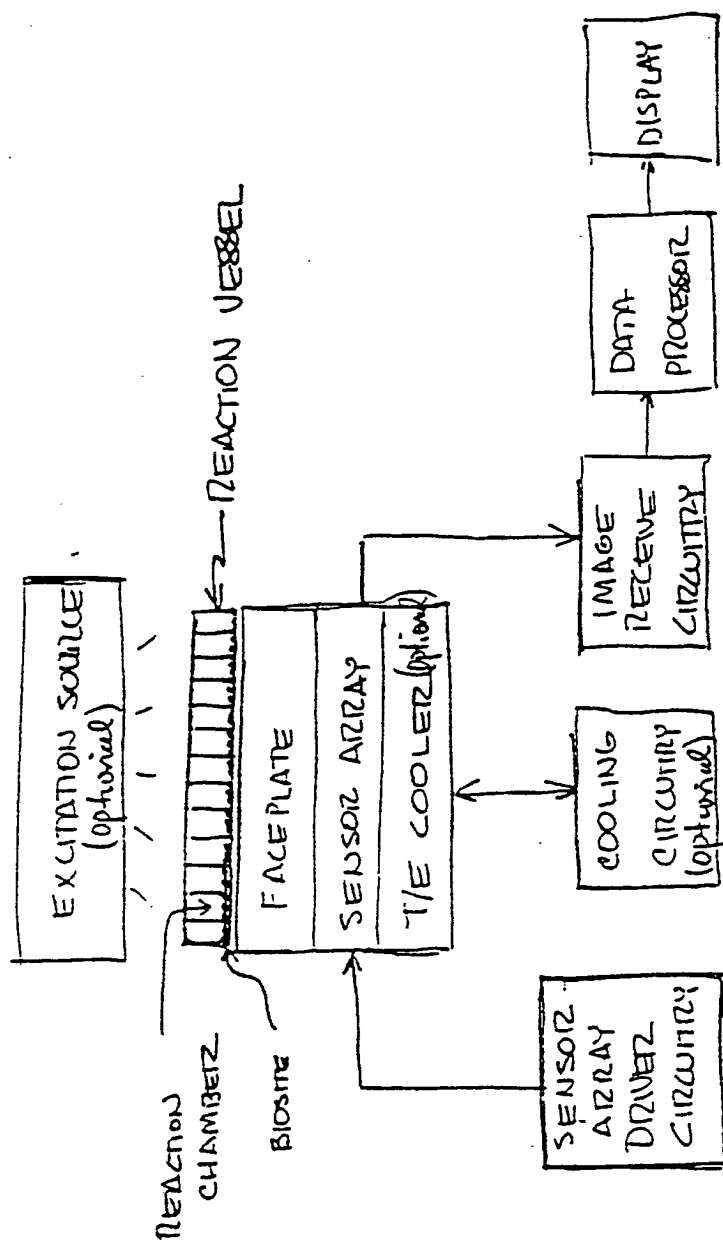 EXCITATION SOURCE
(optional)
REACTION VESSEL
REACTION
CHAMBER
BIOSITE
FACEPLATE
SENSOR ARRAY
T/E COOLER (optional)
SENSOR
ARRAY
DRIVER
CIRCUITRY
COOLING
CIRCUITRY
(optional)
IMAGE
RECEIVE
CIRCUITRY
DATA
PROCESSOR
DISPLAY